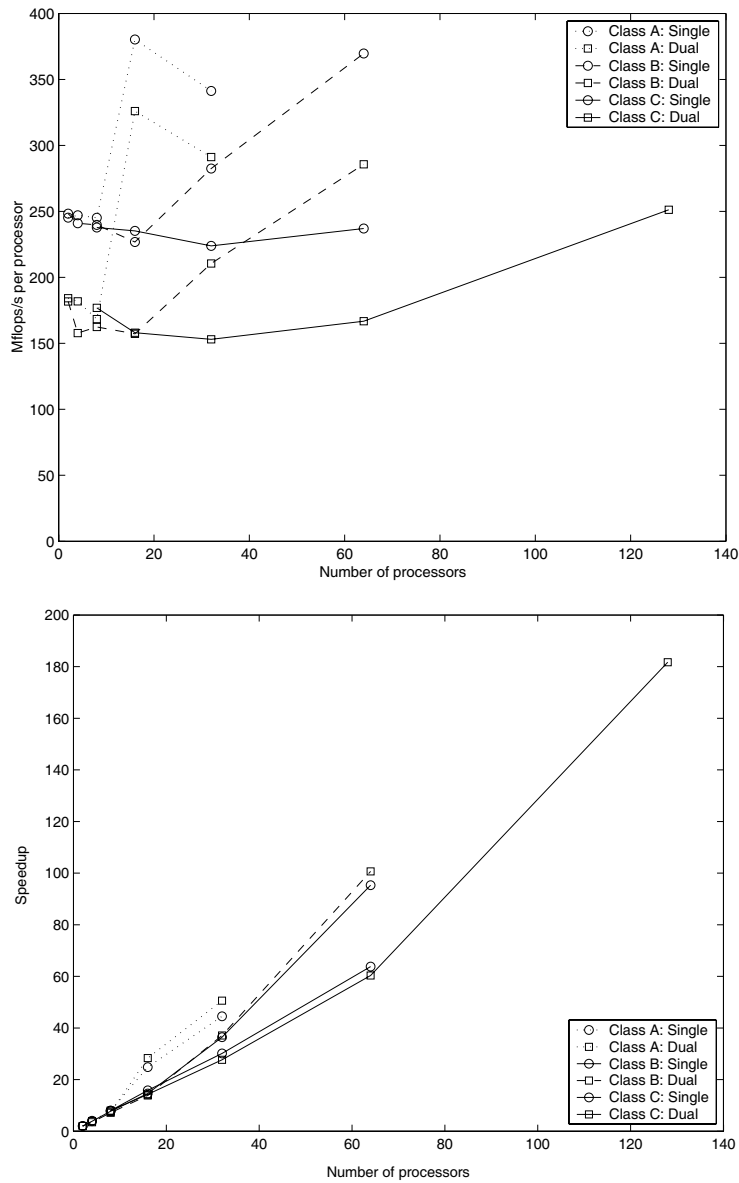 400
350
300
250
200
150
100
50
0
Mflops/s per processor
Class A: Single
Class A: Dual
Class B: Single
Class B: Dual
Class C: Single
Class C: Dual
0 20 40 60 80 100 120 140
Number of processors
200
180
160
140
120
100
80
60
40
20
0
Speedup
Class A: Single
Class A: Dual
Class B: Single
Class B: Dual
Class C: Single
Class C: Dual
0 20 40 60 80 100 120 140
Number of processors